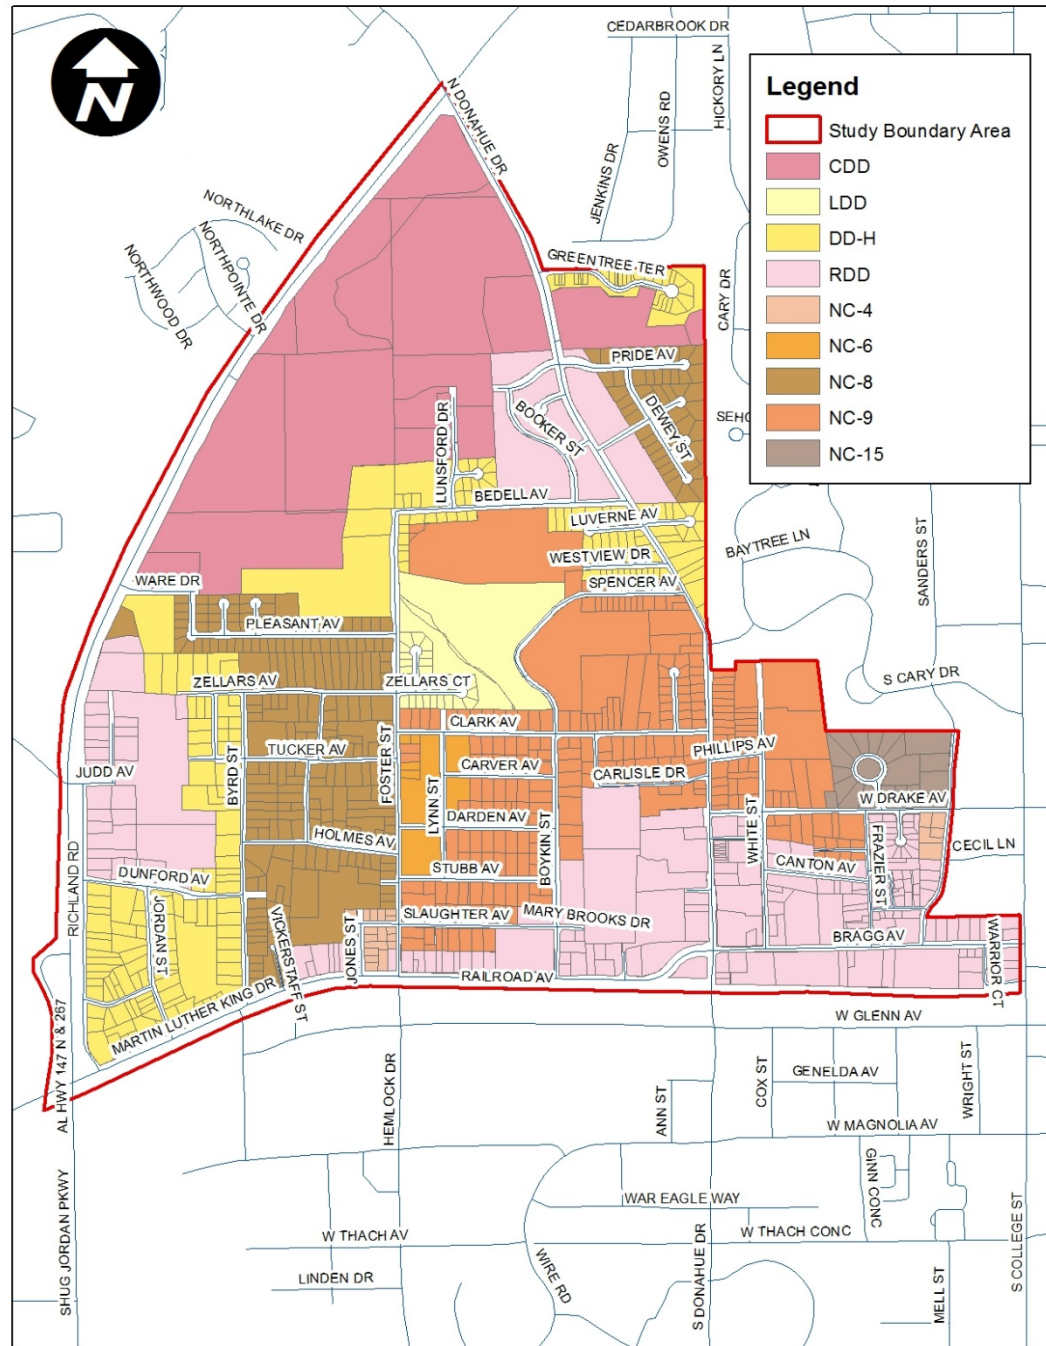 CEDARBROOK DR
N
N DONAHUE DR
HICKORY LN
OWENS RD
JENKINS DR
Legend
Study Boundary Area
CDD
LDD
DD-H
RDD
NC-4
NC-6
NC-8
NC-9
NC-15
NORTHLAKE DR
NORTHPOINTE DR
NORTHWOOD DR
GREENTREE TER
CARY DR
PRIDE AV
LUNSFORD DR
BOOKER ST
DEWEY ST
BEDELL AV
LUVERNE AV
WESTVIEW DR
SPENCER AV
BAYTREE LN
SANDERS ST
WARE DR
PLEASANT AV
ZELLARS AV
ZELLARS CT
S CARY DR
CLARK AV
PHILLIPS AV
TUCKER AV
BYRD ST
FOSTER ST
JUDD AV
CARVER AV
CARLISLE DR
LYNN ST
W DRAKE AV
DARDEN AV
BOYKIN ST
WHITE ST
HOLMES AV
FRAZIER ST
CECIL LN
CANTON AV
STUBB AV
DUNFORD AV
RICHLAND RD
JORDAN ST
VICKERSTAFF ST
JONES ST
SLAUGHTER AV
MARY BROOKS DR
BRAGG AV
WARRIOR CT
RAILROAD AV
MARTIN LUTHER KING DR
AL HWY 147 N & 267
W GLENN AV
HEMLOCK DR
ANN ST
COX ST
GENELDA AV
WRIGHT ST
W MAGNOLIA AV
GINN CONC
WAR EAGLE WAY
W THACH AV
W THACH CONC
SHUG JORDAN PKWY
LINDEN DR
WIRE RD
S DONAHUE DR
MELL ST
S COLLEGE ST